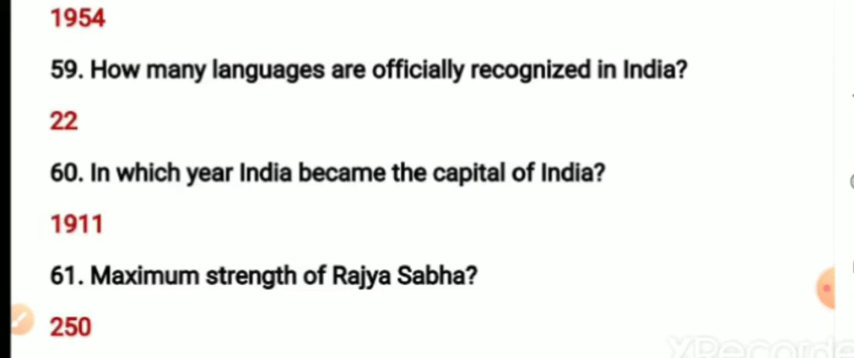 1954
59. How many languages are officially recognized in India?
22
60. In which year India became the capital of India?
1911
61. Maximum strength of Rajya Sabha?
250
XRecorde